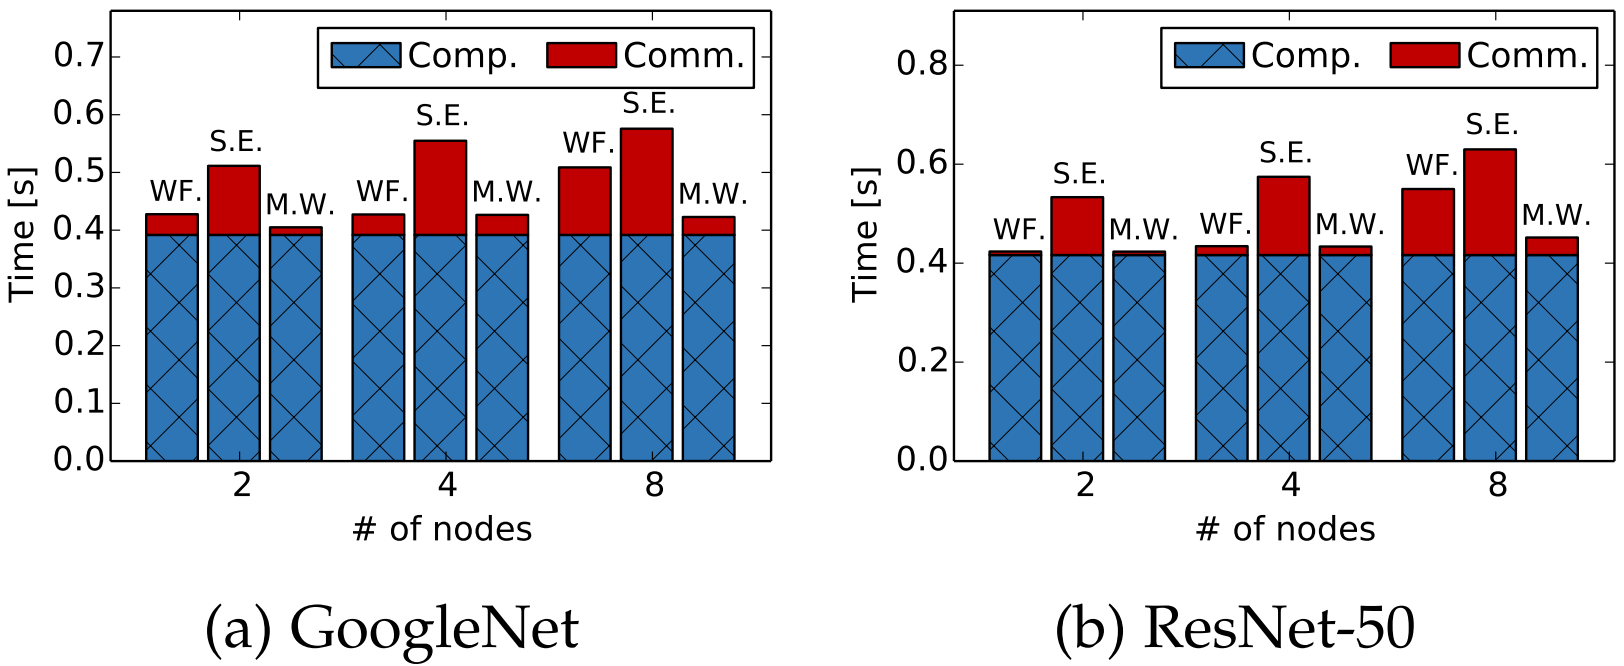 Comp. Comm.
0.7
0.6
0.5
0.4
0.3
0.2
0.1
0.0
Time [s]
WF. S.E. M.W.
WF. S.E. M.W.
WF. S.E. M.W.
2 4 8
# of nodes
(a) GoogleNet
Comp. Comm.
0.8
0.6
0.4
0.2
0.0
Time [s]
WF. S.E. M.W.
WF. S.E. M.W.
WF. S.E. M.W.
2 4 8
# of nodes
(b) ResNet-50